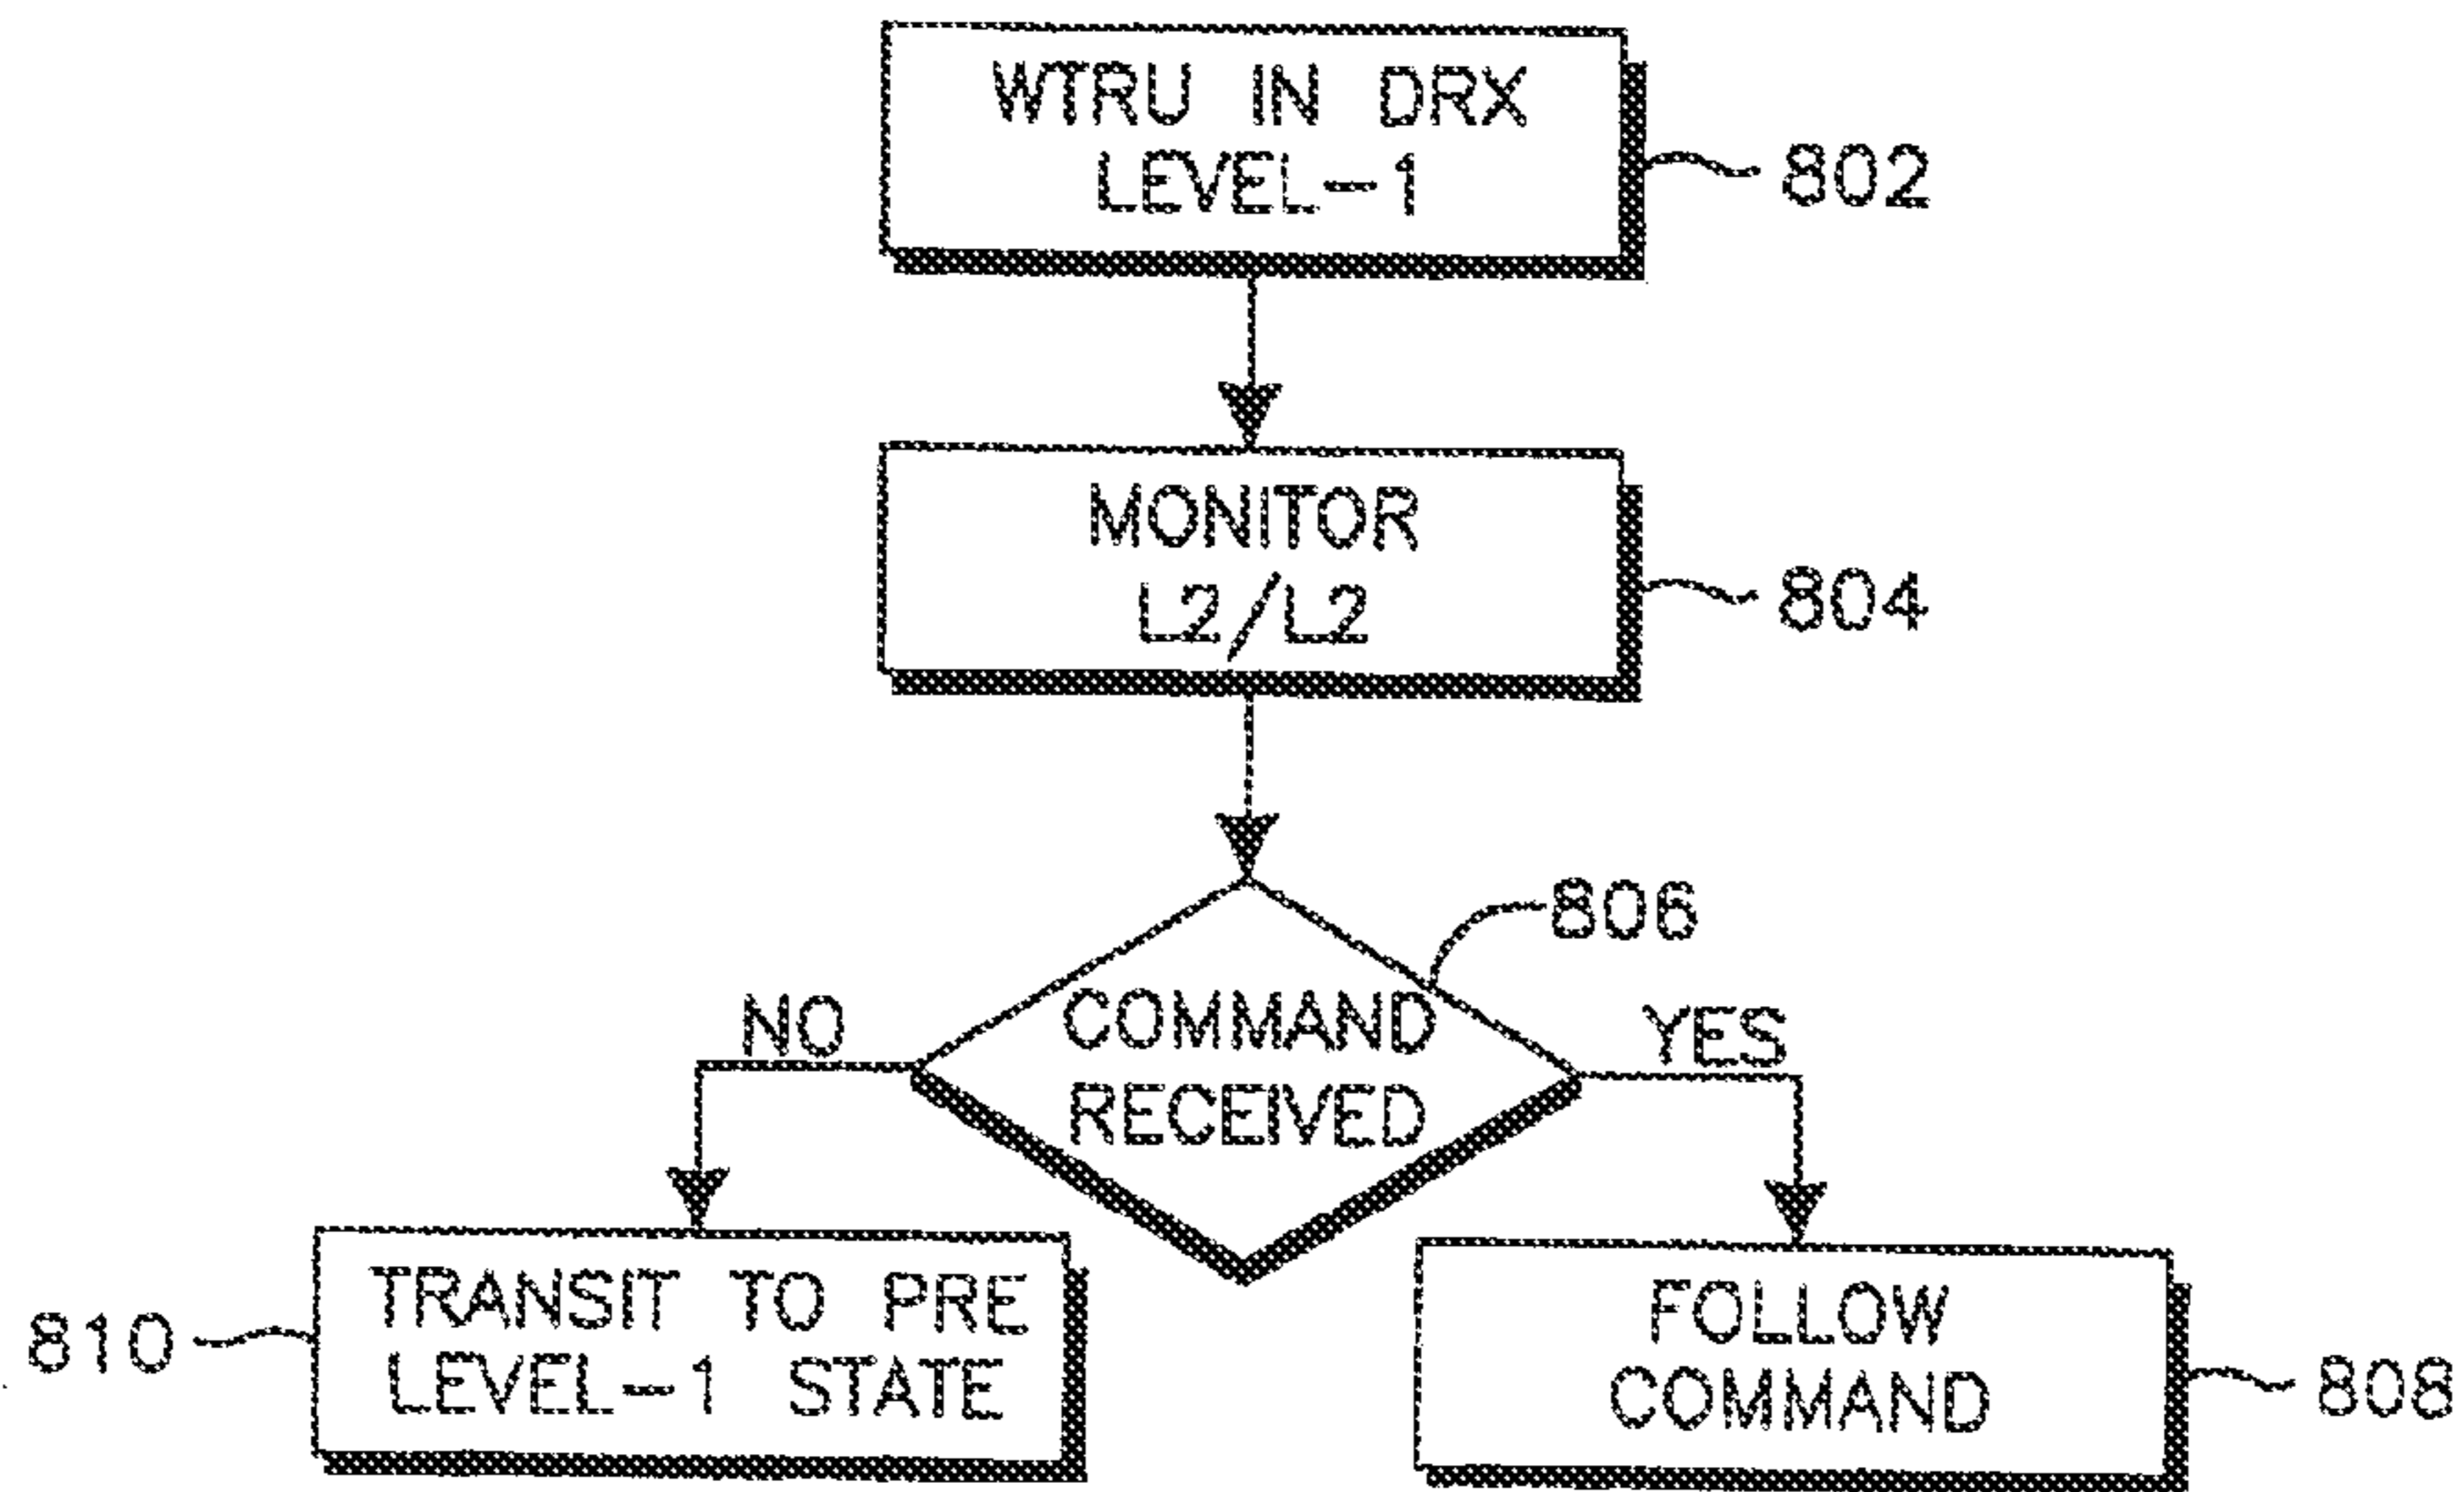 WTRU IN DRX
LEVEL-1
802
MONITOR
L2/L2
804
806
NO
COMMAND
RECEIVED
YES
TRANSIT TO PRE
LEVEL-1 STATE
810
FOLLOW
COMMAND
808